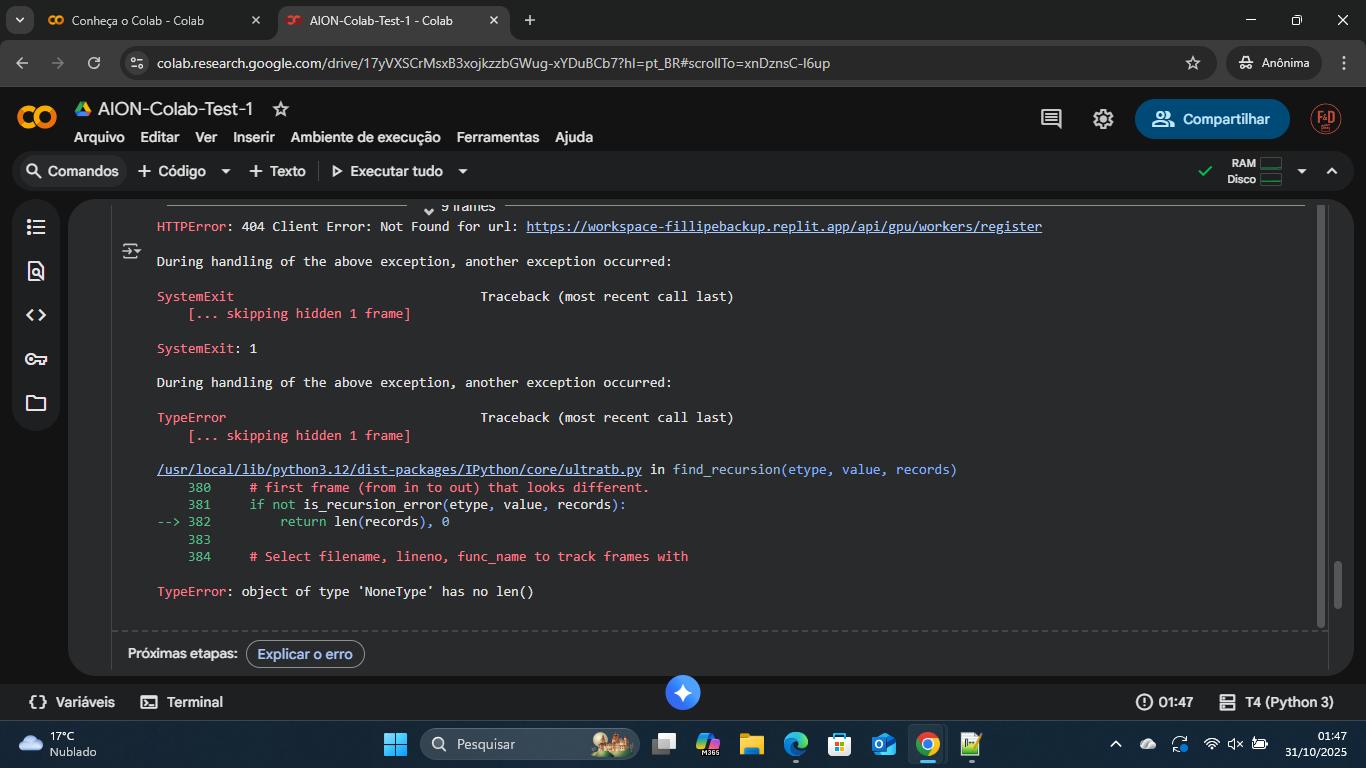 Conheça o Colab - Colab
AION-Colab-Test-1 - Colab
colab.research.google.com/drive/17yVXSCrMsxB3xojkzzbGWug-xYDuBCb7?hl=pt_BR#scrollTo=xnDznsC-l6up
Anônima
AION-Colab-Test-1
Arquivo Editar Ver Inserir Ambiente de execução Ferramentas Ajuda
Compartilhar
F&D
Comandos + Código + Texto Executar tudo
RAM
Disco
9 frames
HTTPError: 404 Client Error: Not Found for url: https://workspace-fillipebackup.replit.app/api/gpu/workers/register
During handling of the above exception, another exception occurred:
SystemExit Traceback (most recent call last)
[... skipping hidden 1 frame]
SystemExit: 1
During handling of the above exception, another exception occurred:
TypeError Traceback (most recent call last)
[... skipping hidden 1 frame]
/usr/local/lib/python3.12/dist-packages/IPython/core/ultratb.py in find_recursion(etype, value, records)
380 # first frame (from in to out) that looks different.
381 if not is_recursion_error(etype, value, records):
--> 382 return len(records), 0
383
384 # Select filename, lineno, func_name to track frames with
TypeError: object of type 'NoneType' has no len()
Próximas etapas: Explicar o erro
{} Variáveis Terminal
01:47 T4 (Python 3)
17°C
Nublado
Pesquisar
M365
01:47
31/10/2025